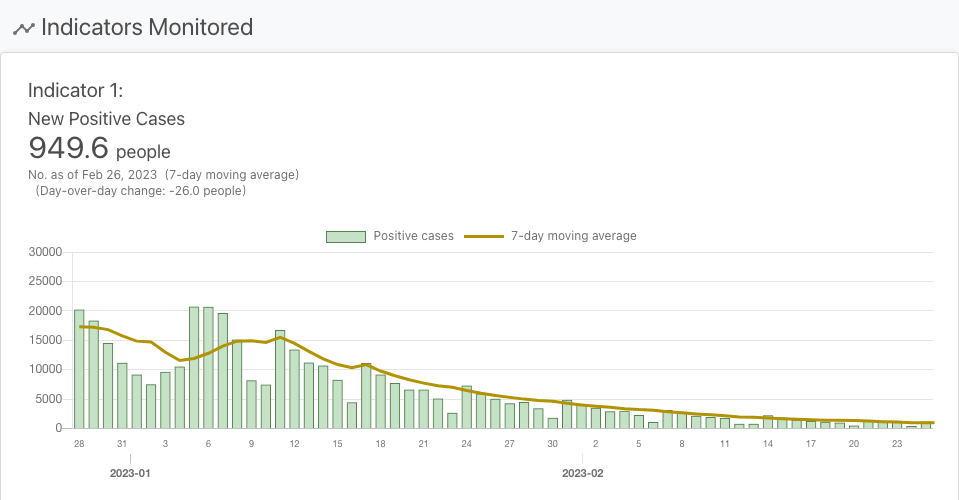 Indicators Monitored
Indicator 1:
New Positive Cases
949.6 people
No. as of Feb 26, 2023 (7-day moving average)
(Day-over-day change: -26.0 people)
Positive cases 7-day moving average
30000
25000
20000
15000
10000
5000
0
28 31 3 6 9 12 15 18 21 24 27 30 2 5 8 11 14 17 20 23
2023-01 2023-02